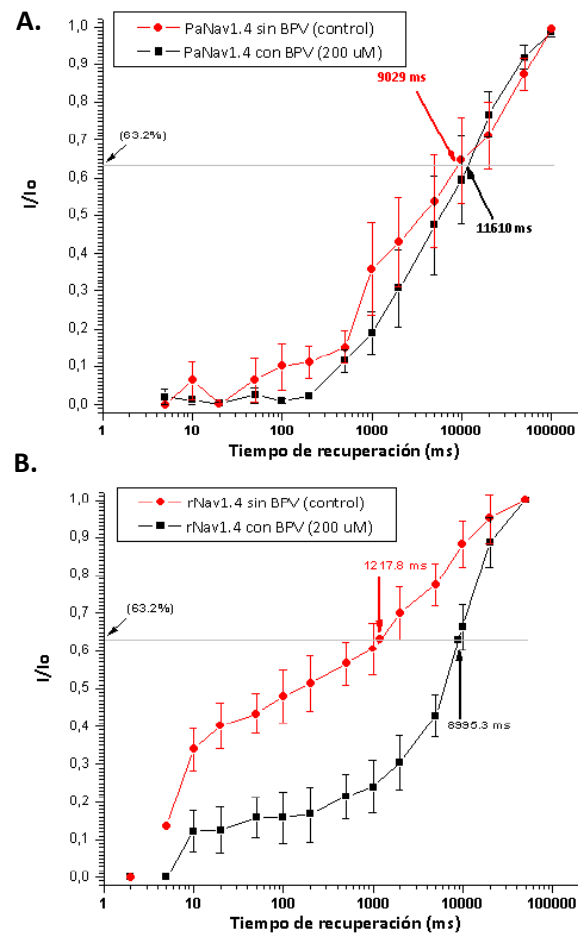 A.
PaNav1.4 sin BPV (control)
PaNav1.4 con BPV (200 uM)
9029 ms
(63.2%)
11610 ms
I/Io
1,0
0,9
0,8
0,7
0,6
0,5
0,4
0,3
0,2
0,1
0,0
1 10 100 1000 10000 100000
Tiempo de recuperación (ms)
B.
rNav1.4 sin BPV (control)
rNav1.4 con BPV (200 uM)
1217.8 ms
(63.2%)
8995.3 ms
I/Io
1,0
0,9
0,8
0,7
0,6
0,5
0,4
0,3
0,2
0,1
0,0
1 10 100 1000 10000 100000
Tiempo de recuperación (ms)